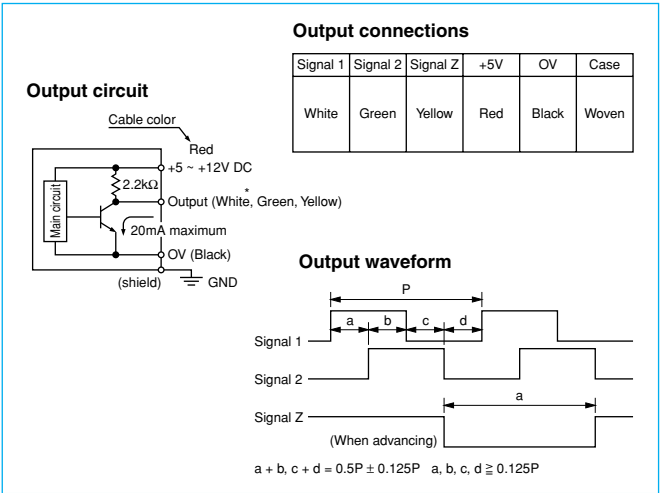 Output connections
Signal 1 Signal 2 Signal Z +5V OV Case
White Green Yellow Red Black Woven
Output circuit
Cable color
Red
+5 ~ +12V DC
2.2kΩ
*
Output (White, Green, Yellow)
Main circuit
20mA maximum
OV (Black)
(shield) GND
Output waveform
P
a b c d
Signal 1
Signal 2
a
Signal Z
(When advancing)
a + b, c + d = 0.5P ± 0.125P a, b, c, d ≧ 0.125P